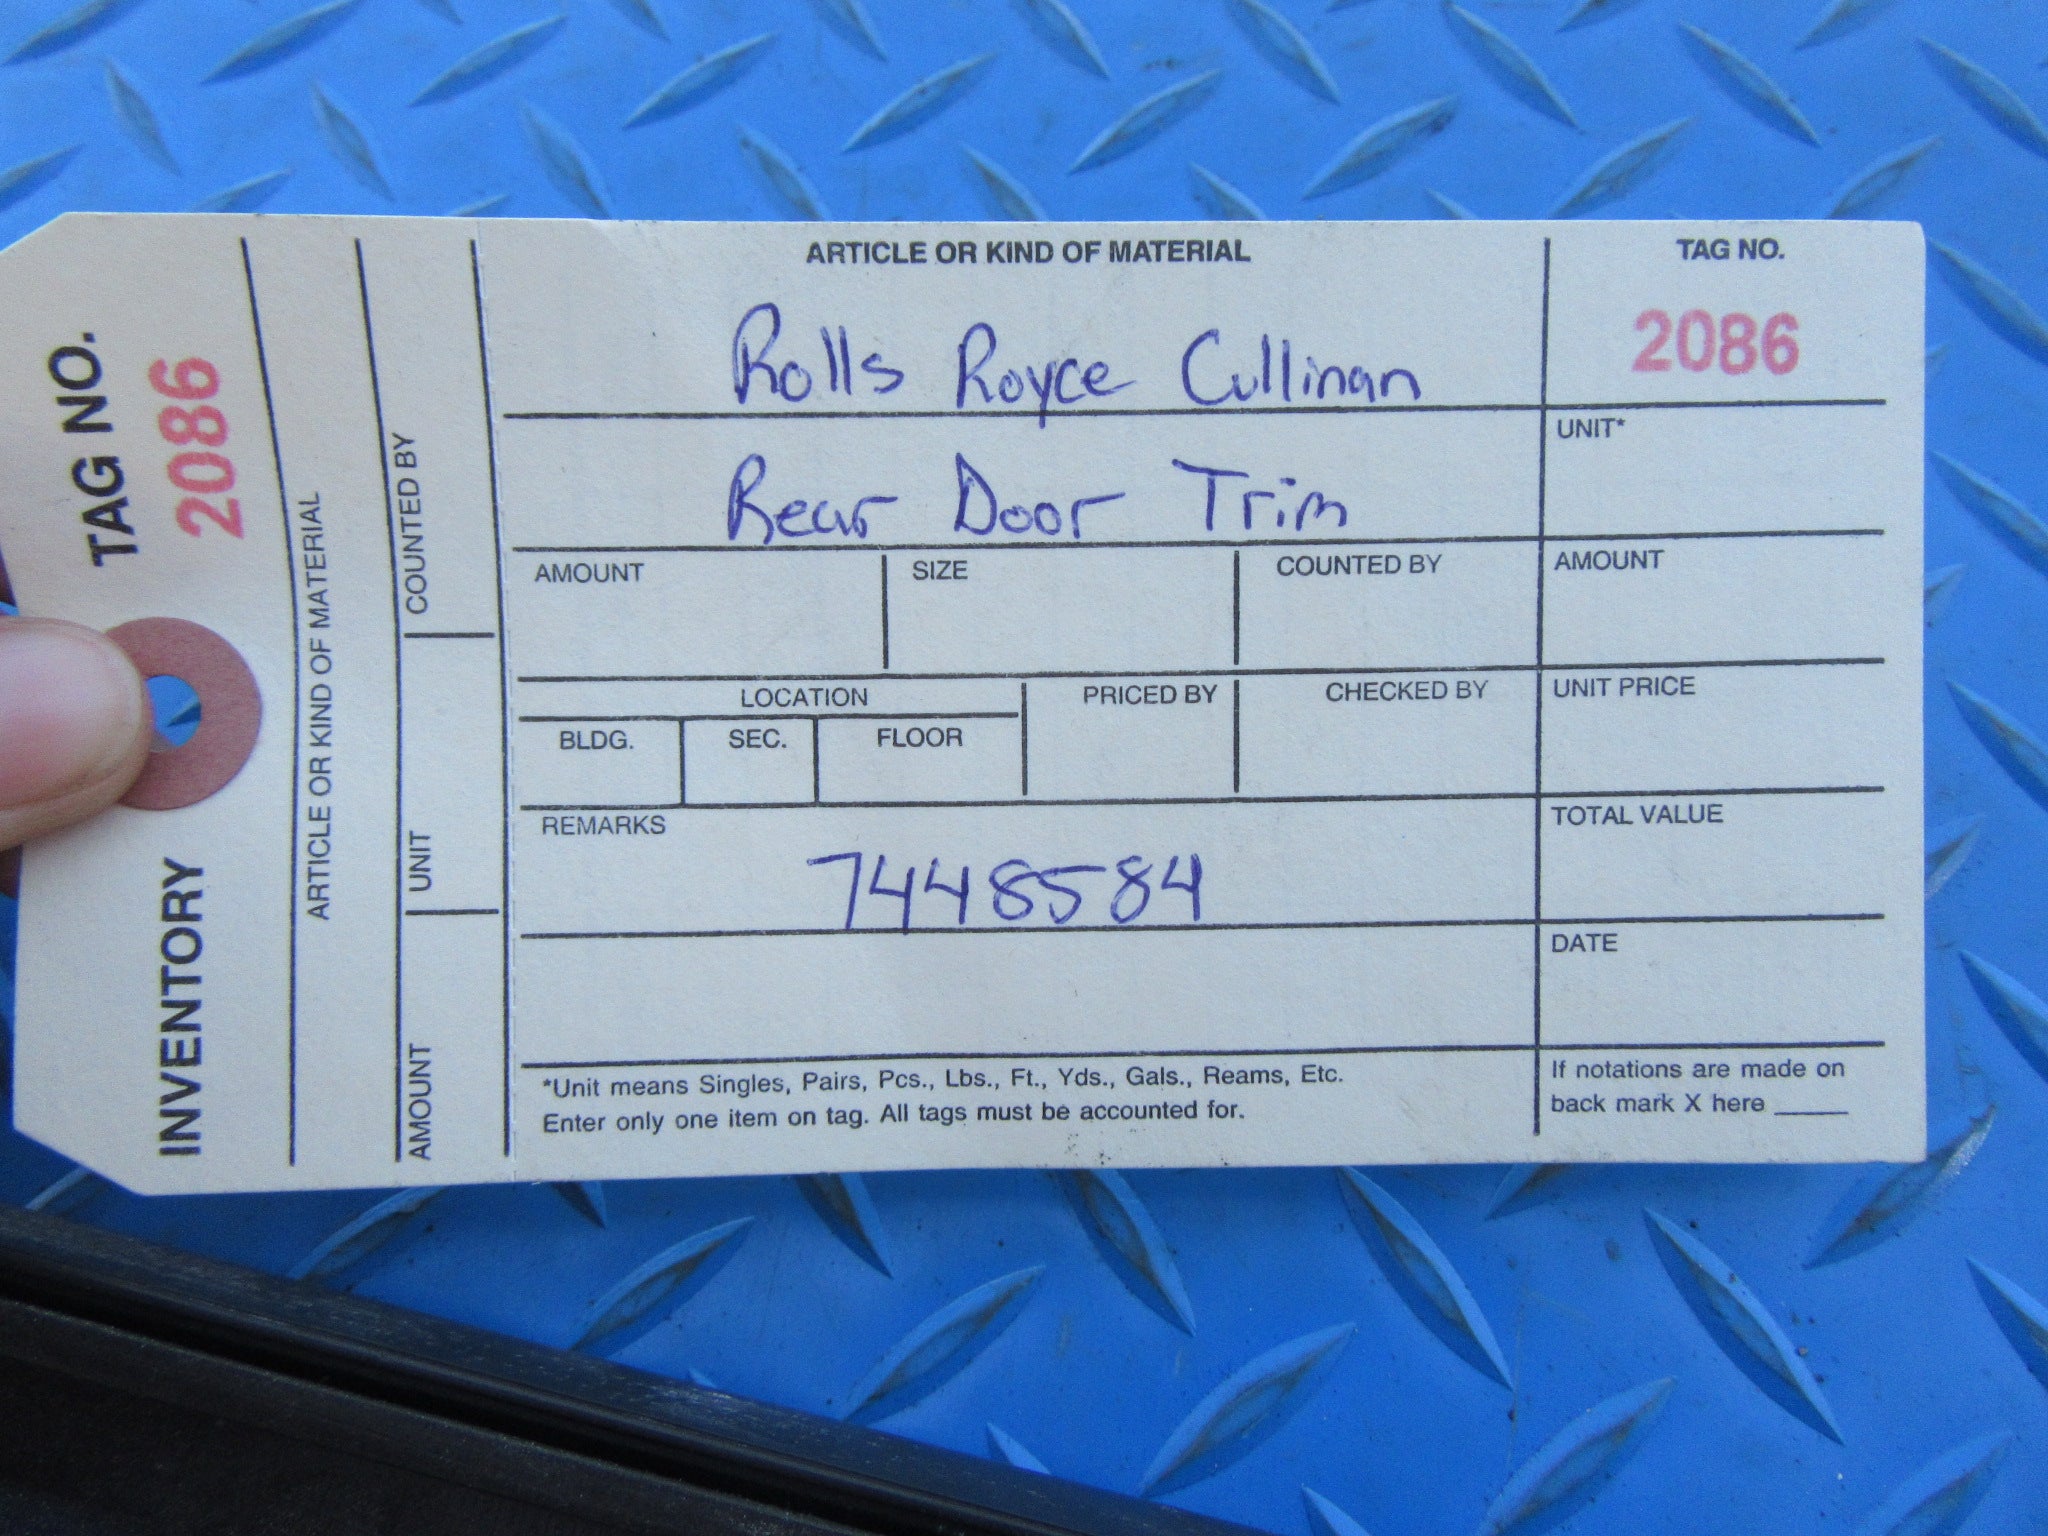 TAG NO.
2086
INVENTORY
ARTICLE OR KIND OF MATERIAL
COUNTED BY
UNIT
AMOUNT
ARTICLE OR KIND OF MATERIAL
Rolls Royce Cullinan
Rear Door Trim
TAG NO.
2086
UNIT*
AMOUNT SIZE COUNTED BY AMOUNT
LOCATION PRICED BY CHECKED BY UNIT PRICE
BLDG. SEC. FLOOR
REMARKS TOTAL VALUE
7448584
DATE
*Unit means Singles, Pairs, Pcs., Lbs., Ft., Yds., Gals., Reams, Etc.
Enter only one item on tag. All tags must be accounted for.
If notations are made on
back mark X here _____